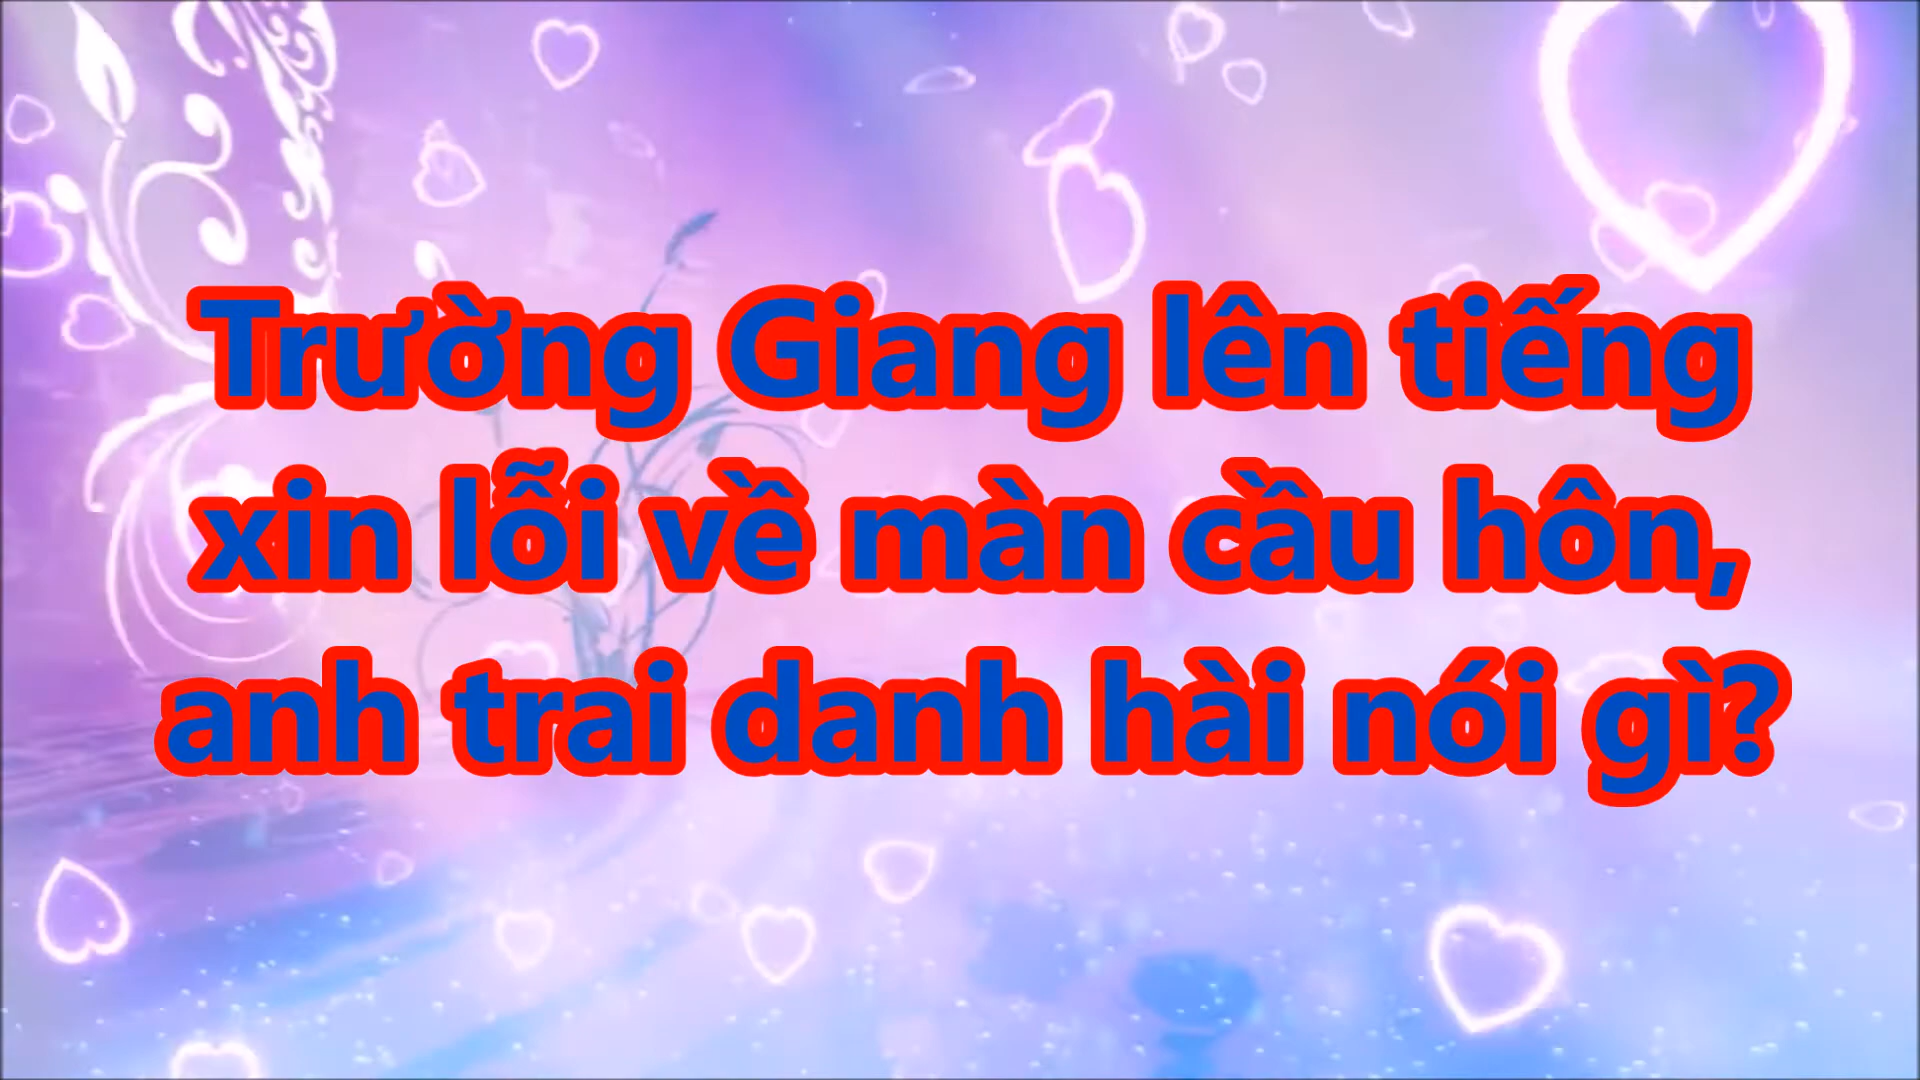 Trường Giang lên tiếng
xin lỗi về màn cầu hôn,
anh trai danh hài nói gì?